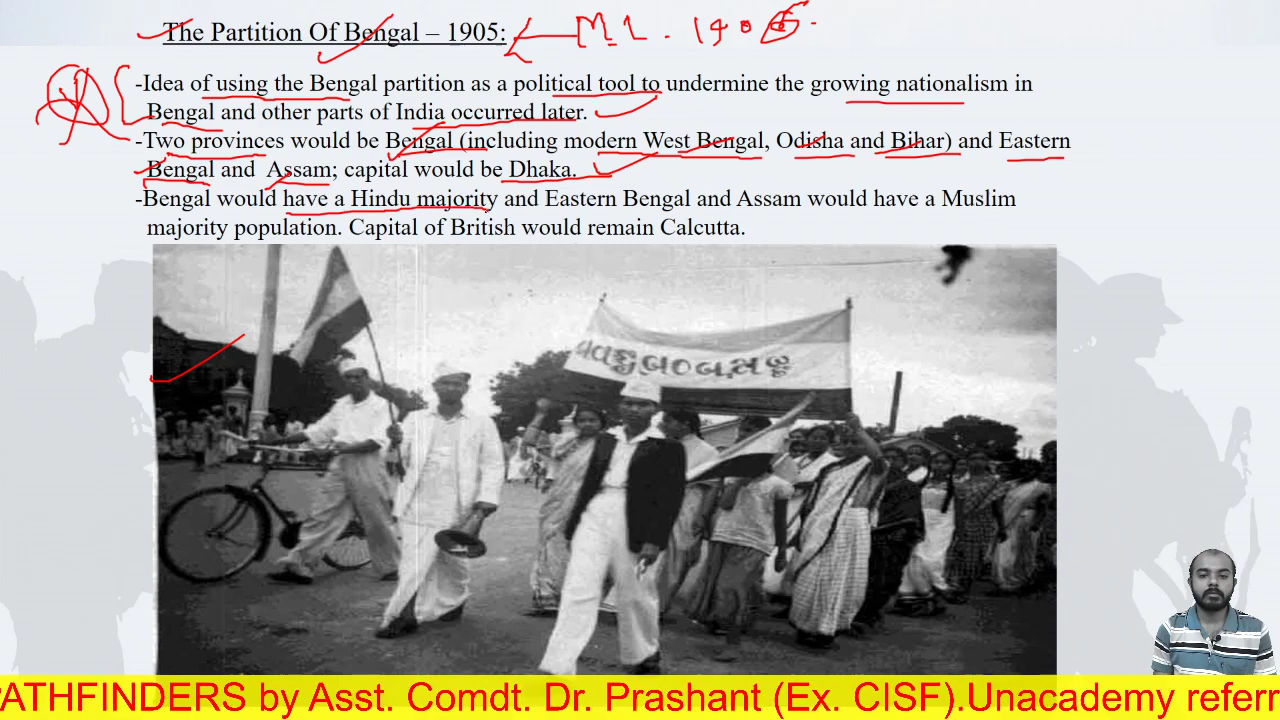 The Partition Of Bengal – 1905:
M.L. 1906.
-Idea of using the Bengal partition as a political tool to undermine the growing nationalism in
Bengal and other parts of India occurred later.
-Two provinces would be Bengal (including modern West Bengal, Odisha and Bihar) and Eastern
Bengal and Assam; capital would be Dhaka.
-Bengal would have a Hindu majority and Eastern Bengal and Assam would have a Muslim
majority population. Capital of British would remain Calcutta.
PATHFINDERS by Asst. Comdt. Dr. Prashant (Ex. CISF).Unacademy referr